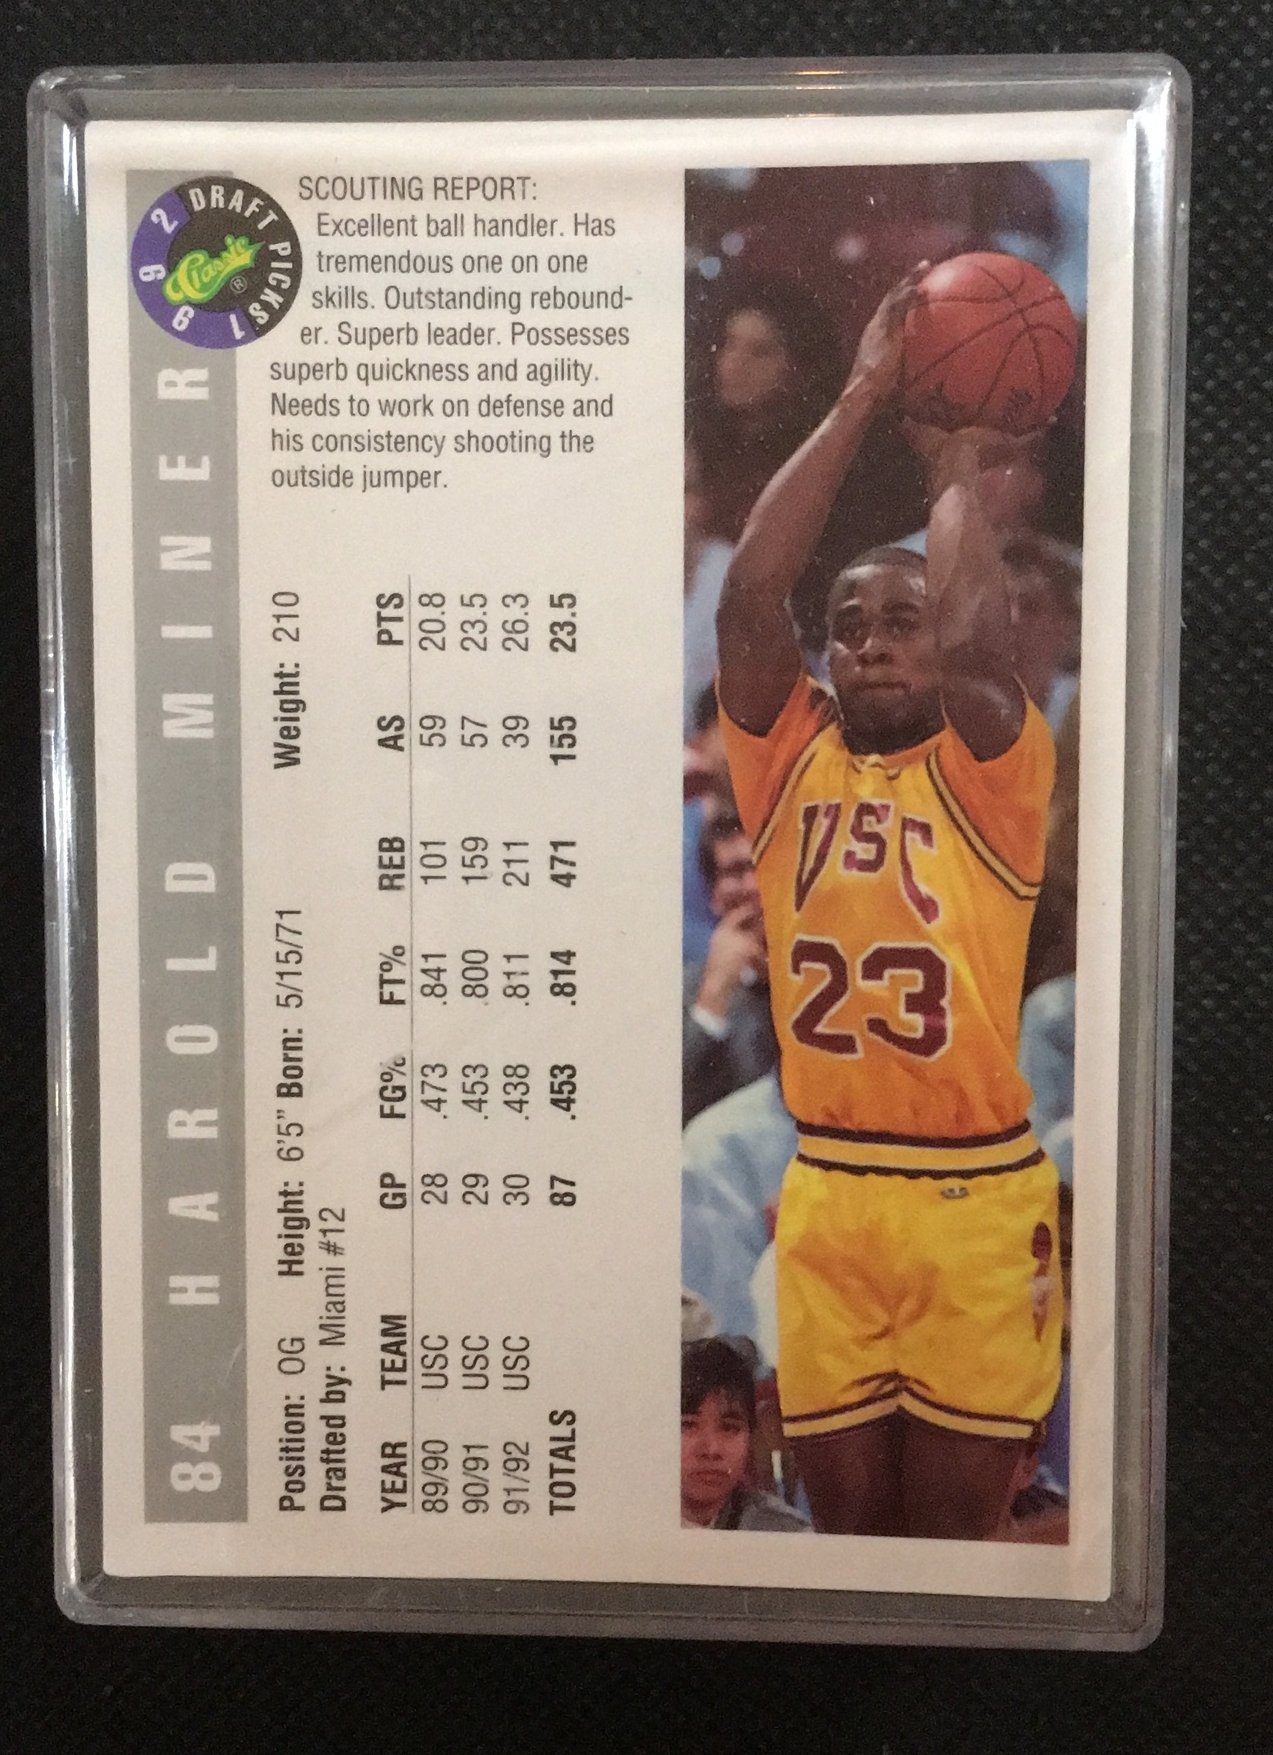 84 HAROLD MINER
1992 DRAFT PICKS
Classic®
SCOUTING REPORT:
Excellent ball handler. Has
tremendous one on one
skills. Outstanding rebound-
er. Superb leader. Possesses
superb quickness and agility.
Needs to work on defense and
his consistency shooting the
outside jumper.
Position: OG Height: 6'5" Born: 5/15/71 Weight: 210
Drafted by: Miami #12
YEAR TEAM GP FG% FT% REB AS PTS
89/90 USC 28 .473 .841 101 59 20.8
90/91 USC 29 .453 .800 159 57 23.5
91/92 USC 30 .438 .811 211 39 26.3
TOTALS 87 .453 .814 471 155 23.5
USC
23